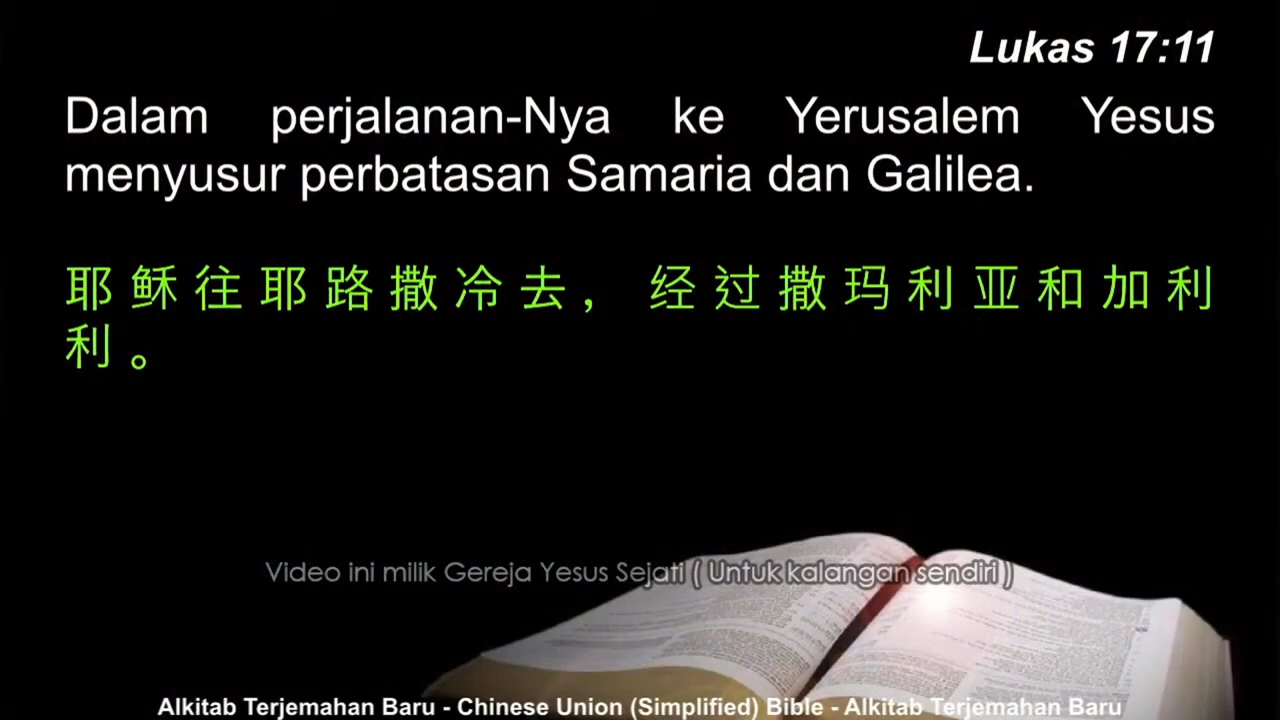 Lukas 17:11
Dalam perjalanan-Nya ke Yerusalem Yesus
menyusur perbatasan Samaria dan Galilea.
耶稣往耶路撒冷去，经过撒玛利亚和加利
利。
Video ini milik Gereja Yesus Sejati ( Untuk kalangan sendiri )
Alkitab Terjemahan Baru - Chinese Union (Simplified) Bible - Alkitab Terjemahan Baru